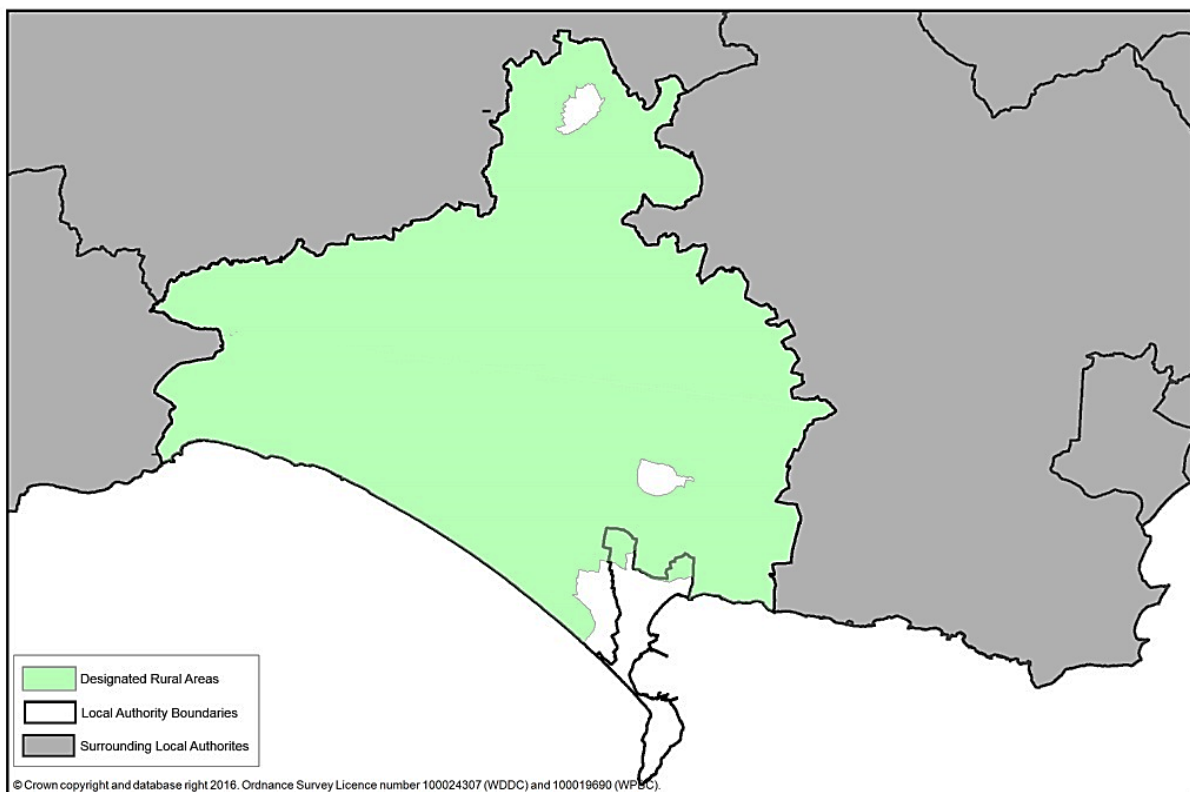 Designated Rural Areas
Local Authority Boundaries
Surrounding Local Authorites
© Crown copyright and database right 2016. Ordnance Survey Licence number 100024307 (WDDC) and 100019690 (WPBC).